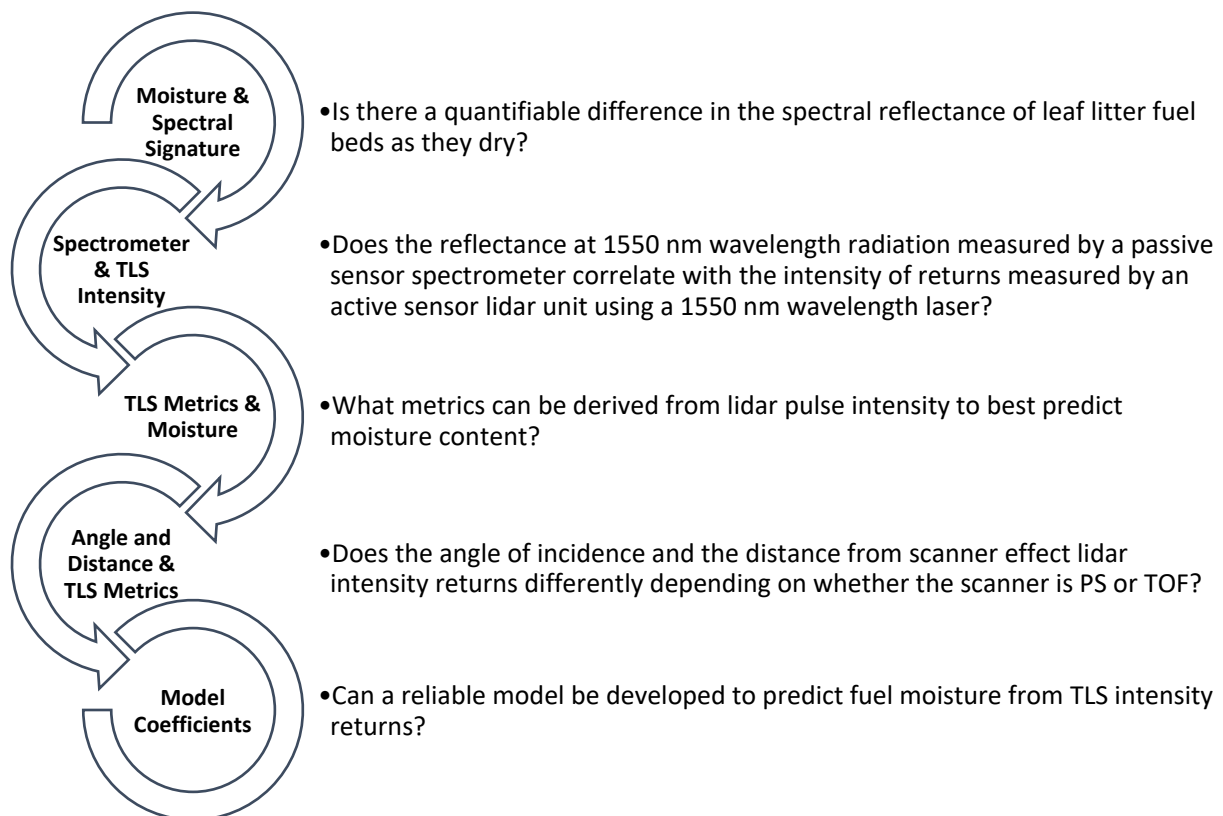 Moisture &
Spectral
Signature
•Is there a quantifiable difference in the spectral reflectance of leaf litter fuel
beds as they dry?
Spectrometer
& TLS
Intensity
•Does the reflectance at 1550 nm wavelength radiation measured by a passive
sensor spectrometer correlate with the intensity of returns measured by an
active sensor lidar unit using a 1550 nm wavelength laser?
TLS Metrics &
Moisture
•What metrics can be derived from lidar pulse intensity to best predict
moisture content?
Angle and
Distance &
TLS Metrics
•Does the angle of incidence and the distance from scanner effect lidar
intensity returns differently depending on whether the scanner is PS or TOF?
Model
Coefficients
•Can a reliable model be developed to predict fuel moisture from TLS intensity
returns?